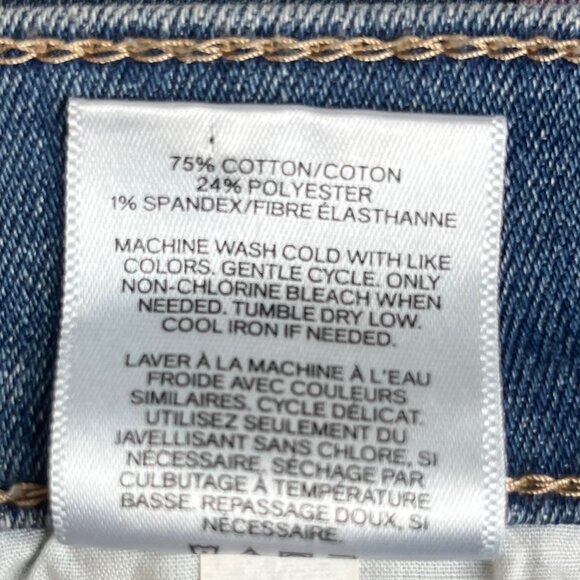 75% COTTON/COTON
24% POLYESTER
1% SPANDEX/FIBRE ÉLASTHANNE
MACHINE WASH COLD WITH LIKE
COLORS. GENTLE CYCLE. ONLY
NON-CHLORINE BLEACH WHEN
NEEDED. TUMBLE DRY LOW.
COOL IRON IF NEEDED.
LAVER À LA MACHINE À L'EAU
FROIDE AVEC COULEURS
SIMILAIRES. CYCLE DÉLICAT.
UTILISEZ SEULEMENT DU
JAVELLISANT SANS CHLORE, SI
NÉCESSAIRE. SÉCHAGE PAR
CULBUTAGE À TEMPÉRATURE
BASSE. REPASSAGE DOUX, SI
NÉCESSAIRE.